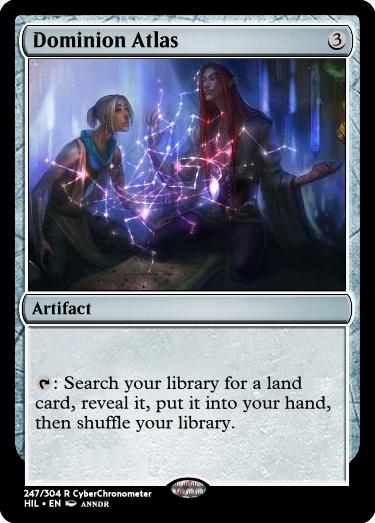 Dominion Atlas 3
Artifact
: Search your library for a land
card, reveal it, put it into your hand,
then shuffle your library.
247/304 R CyberChronometer
HIL • EN ANNDR